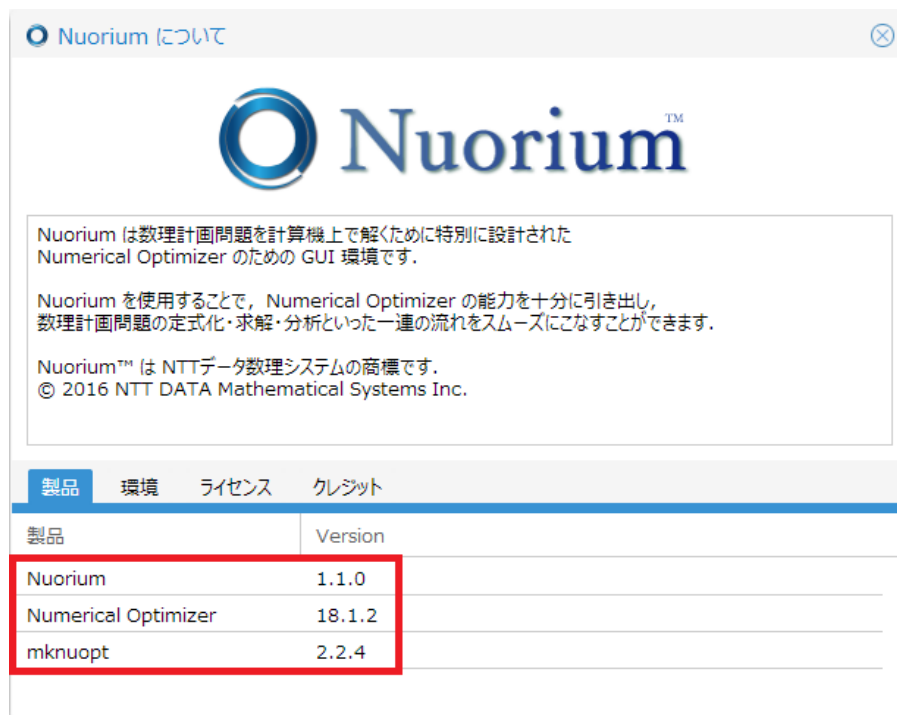 Nuorium について
Nuorium™
Nuorium は数理計画問題を計算機上で解くために特別に設計された
Numerical Optimizer のための GUI 環境です.
Nuorium を使用することで, Numerical Optimizer の能力を十分に引き出し,
数理計画問題の定式化・求解・分析といった一連の流れをスムーズにこなすことができます.
Nuorium™ は NTTデータ数理システムの商標です.
© 2016 NTT DATA Mathematical Systems Inc.
製品 環境 ライセンス クレジット
製品 Version
Nuorium 1.1.0
Numerical Optimizer 18.1.2
mknuopt 2.2.4